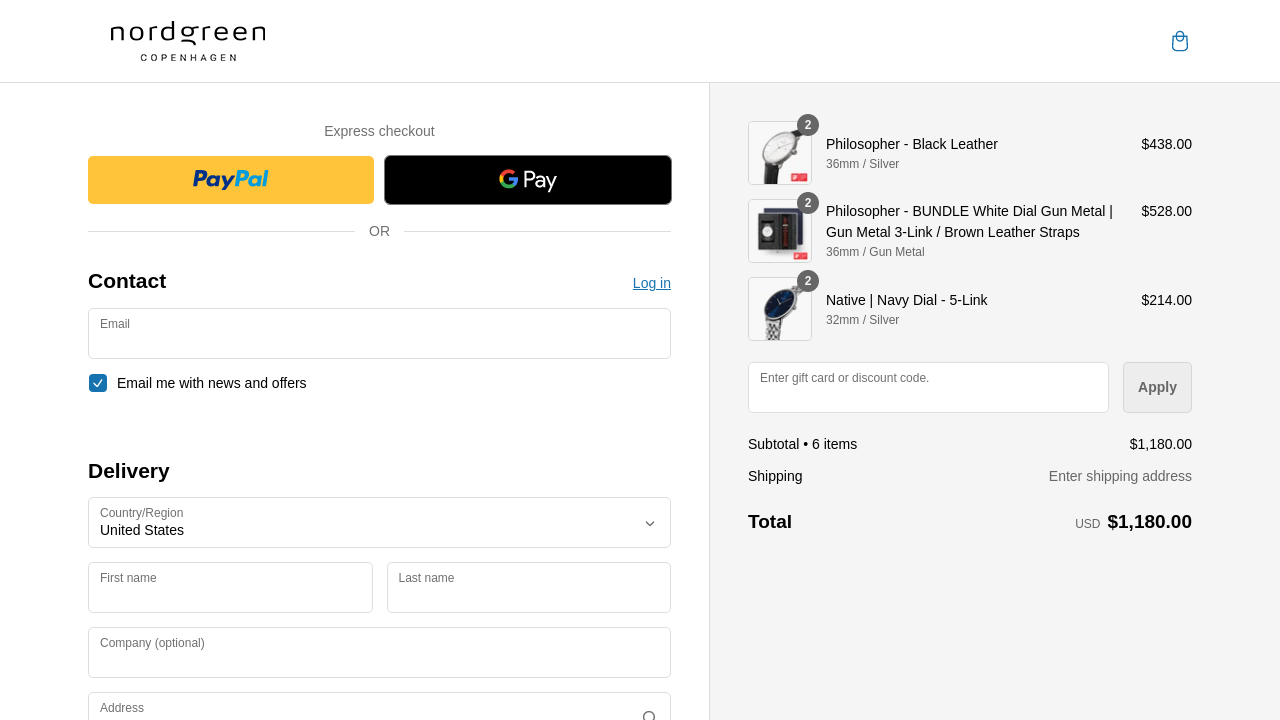 nordgreen
COPENHAGEN
Express checkout
PayPal
G Pay
OR
Contact
Log in
Email
Email me with news and offers
Delivery
Country/Region
United States
First name
Last name
Company (optional)
Address
2
Philosopher - Black Leather
$438.00
36mm / Silver
2
Philosopher - BUNDLE White Dial Gun Metal |
$528.00
Gun Metal 3-Link / Brown Leather Straps
36mm / Gun Metal
2
Native | Navy Dial - 5-Link
$214.00
32mm / Silver
Enter gift card or discount code.
Apply
Subtotal • 6 items
$1,180.00
Shipping
Enter shipping address
Total
USD $1,180.00